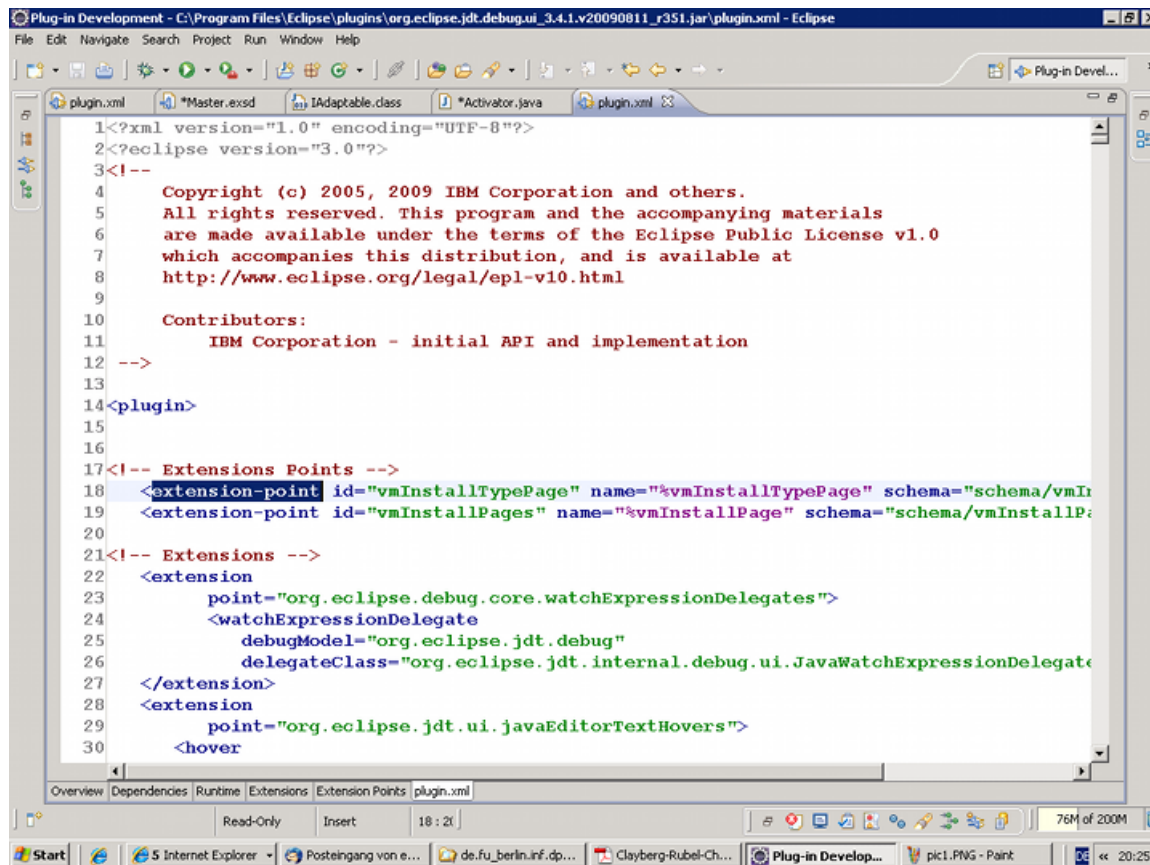 Plug-in Development - C:\Program Files\Eclipse\plugins\org.eclipse.jdt.debug.ui_3.4.1.v20090811_r351.jar\plugin.xml - Eclipse
File Edit Navigate Search Project Run Window Help
Plug-in Devel...
plugin.xml *Master.exsd IAdaptable.class *Activator.java plugin.xml
1 <?xml version="1.0" encoding="UTF-8"?>
2 <?eclipse version="3.0"?>
3 <!--
4 Copyright (c) 2005, 2009 IBM Corporation and others.
5 All rights reserved. This program and the accompanying materials
6 are made available under the terms of the Eclipse Public License v1.0
7 which accompanies this distribution, and is available at
8 http://www.eclipse.org/legal/epl-v10.html
9
10 Contributors:
11 IBM Corporation - initial API and implementation
12 -->
13
14 <plugin>
15
16
17 <!-- Extensions Points -->
18 <extension-point id="vmInstallTypePage" name="%vmInstallTypePage" schema="schema/vmIn
19 <extension-point id="vmInstallPages" name="%vmInstallPage" schema="schema/vmInstallPa
20
21 <!-- Extensions -->
22 <extension
23 point="org.eclipse.debug.core.watchExpressionDelegates">
24 <watchExpressionDelegate
25 debugModel="org.eclipse.jdt.debug"
26 delegateClass="org.eclipse.jdt.internal.debug.ui.JavaWatchExpressionDelegate
27 </extension>
28 <extension
29 point="org.eclipse.jdt.ui.javaEditorTextHovers">
30 <hover
Overview Dependencies Runtime Extensions Extension Points plugin.xml
Read-Only Insert 18 : 20 76M of 200M
Start 5 Internet Explorer Posteingang von e... de.fu_berlin.inf.dp... Clayberg-Rubel-Ch... Plug-in Develop... pic1.PNG - Paint DE « 20:25